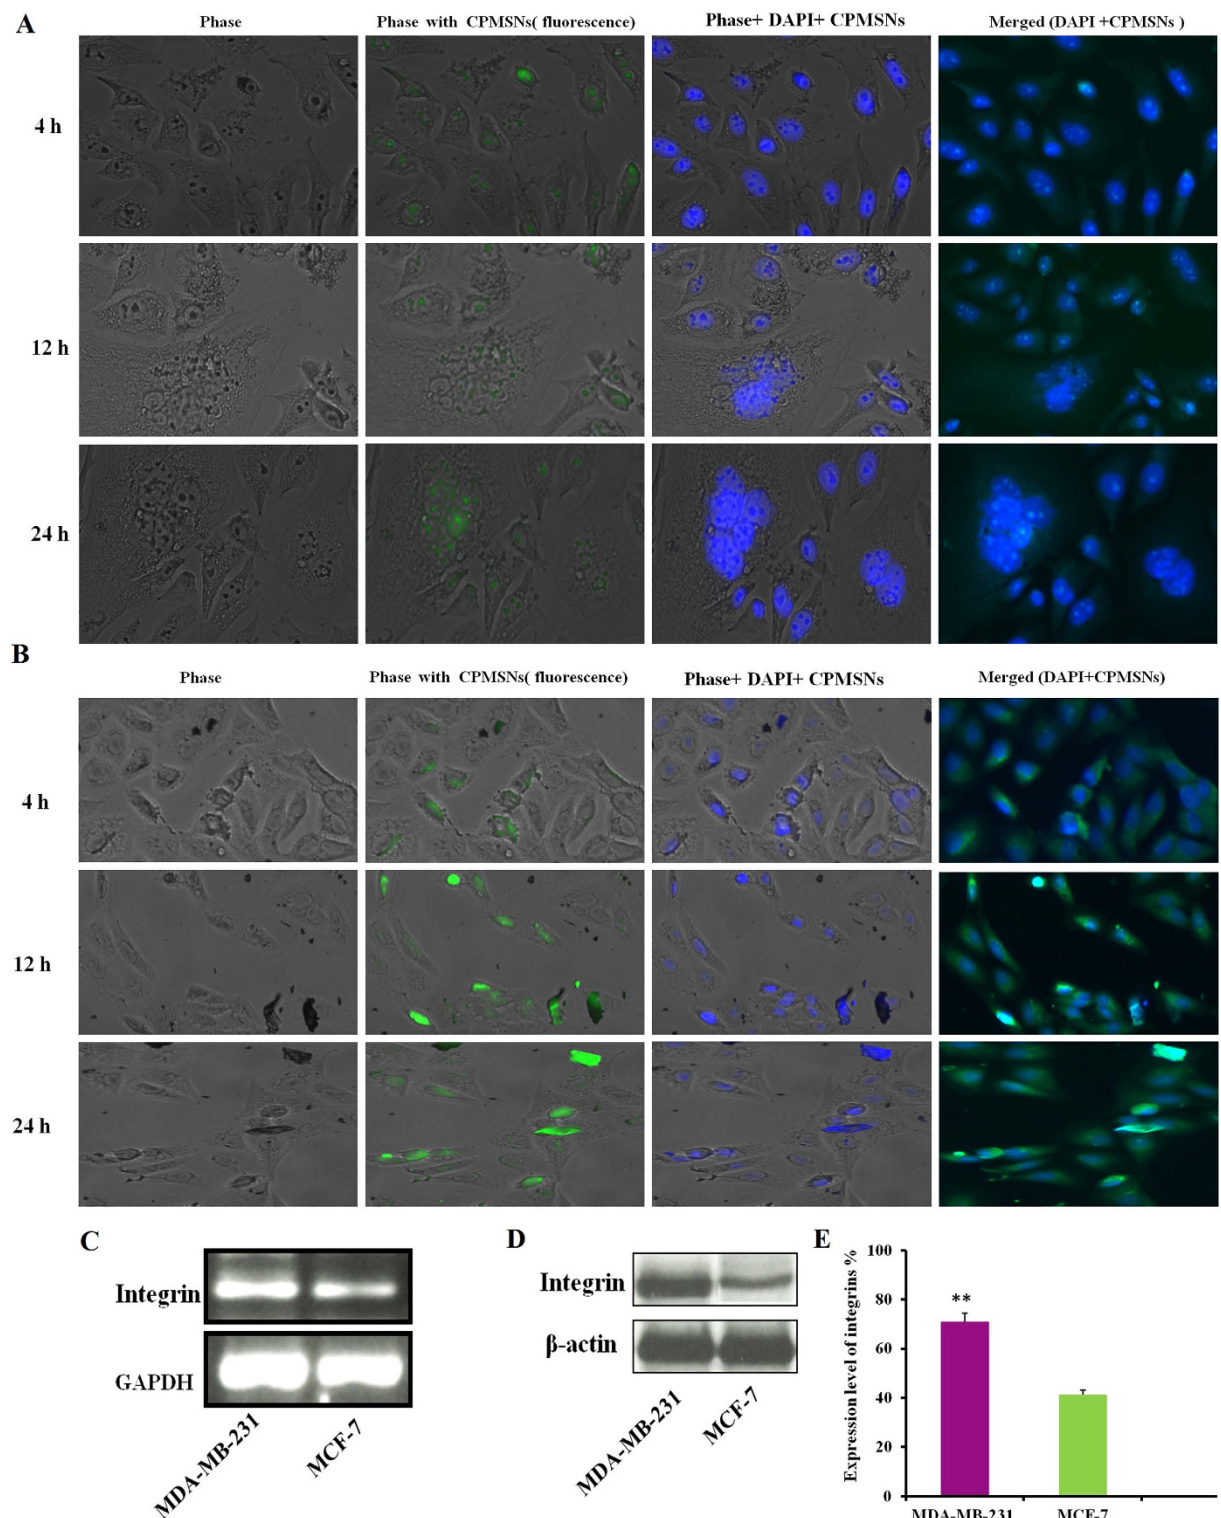 A
Phase
Phase with CPMSNs( fluorescence)
Phase+ DAPI+ CPMSNs
Merged (DAPI +CPMSNs )
4 h
12 h
24 h
B
Phase
Phase with CPMSNs( fluorescence)
Phase+ DAPI+ CPMSNs
Merged (DAPI+CPMSNs)
4 h
12 h
24 h
C
Integrin
GAPDH
MDA-MB-231
MCF-7
D
Integrin
β-actin
MDA-MB-231
MCF-7
E
Expression level of integrins %
100
80
60
40
20
0
**
MDA-MB-231
MCF-7